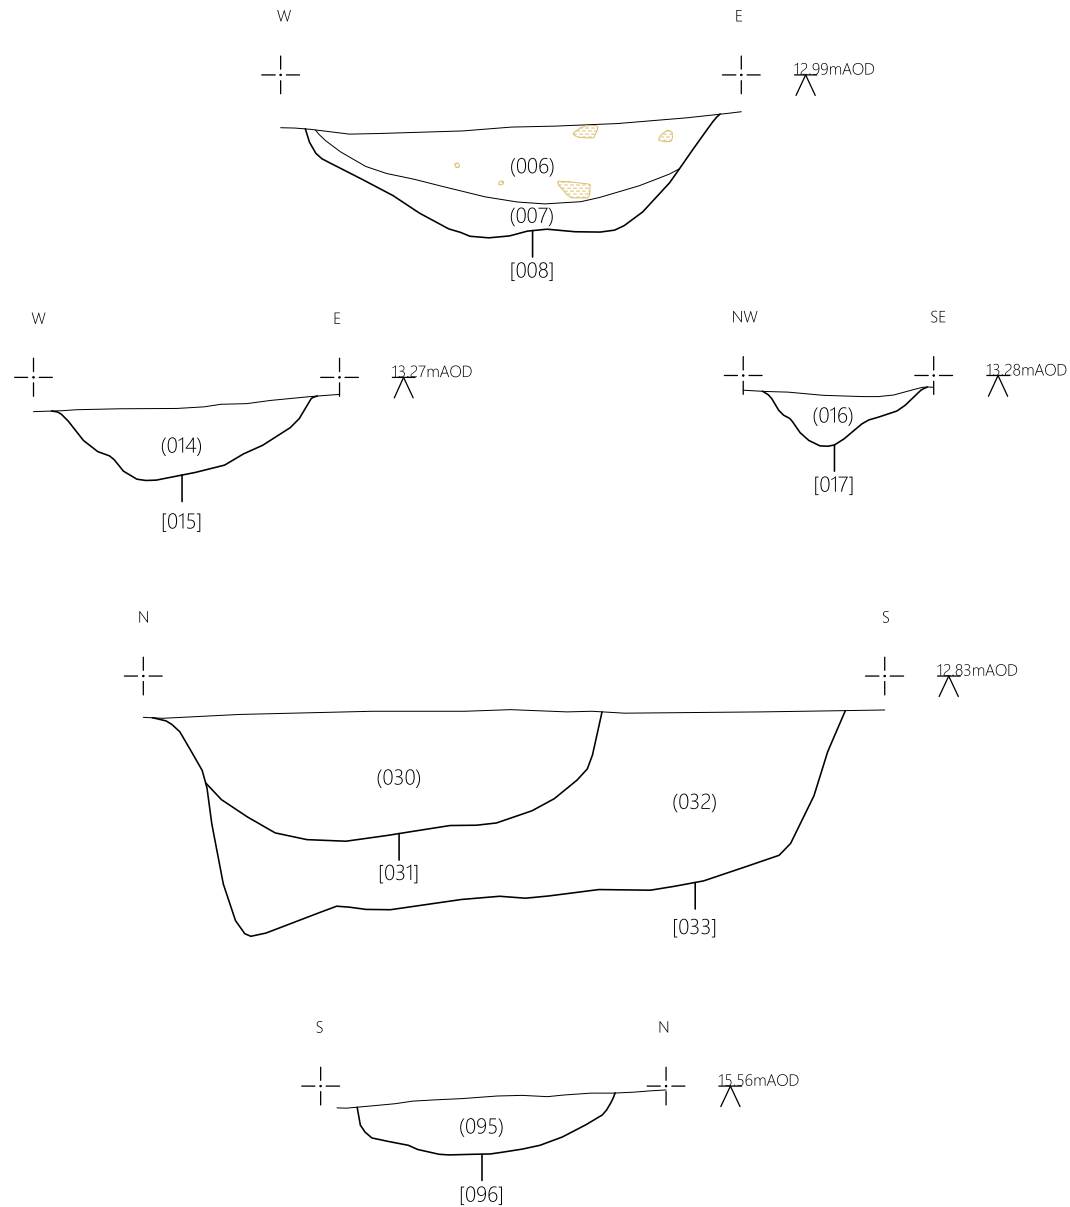 W E
12.99mAOD
(006)
(007)
[008]
W E
13.27mAOD
(014)
[015]
NW SE
13.28mAOD
(016)
[017]
N S
12.83mAOD
(030)
(032)
[031]
[033]
S N
15.56mAOD
(095)
[096]